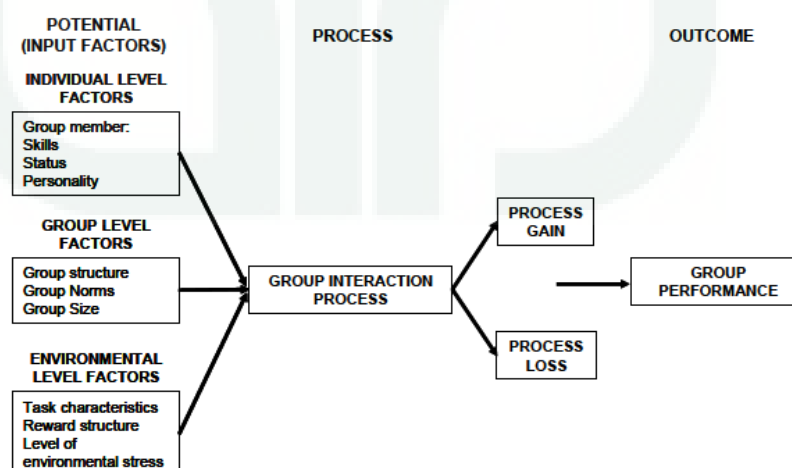 POTENTIAL
(INPUT FACTORS)
PROCESS
OUTCOME
INDIVIDUAL LEVEL
FACTORS
Group member:
Skills
Status
Personality
GROUP LEVEL
FACTORS
Group structure
Group Norms
Group Size
ENVIRONMENTAL
LEVEL FACTORS
Task characteristics
Reward structure
Level of
environmental stress
GROUP INTERACTION
PROCESS
PROCESS
GAIN
PROCESS
LOSS
GROUP
PERFORMANCE